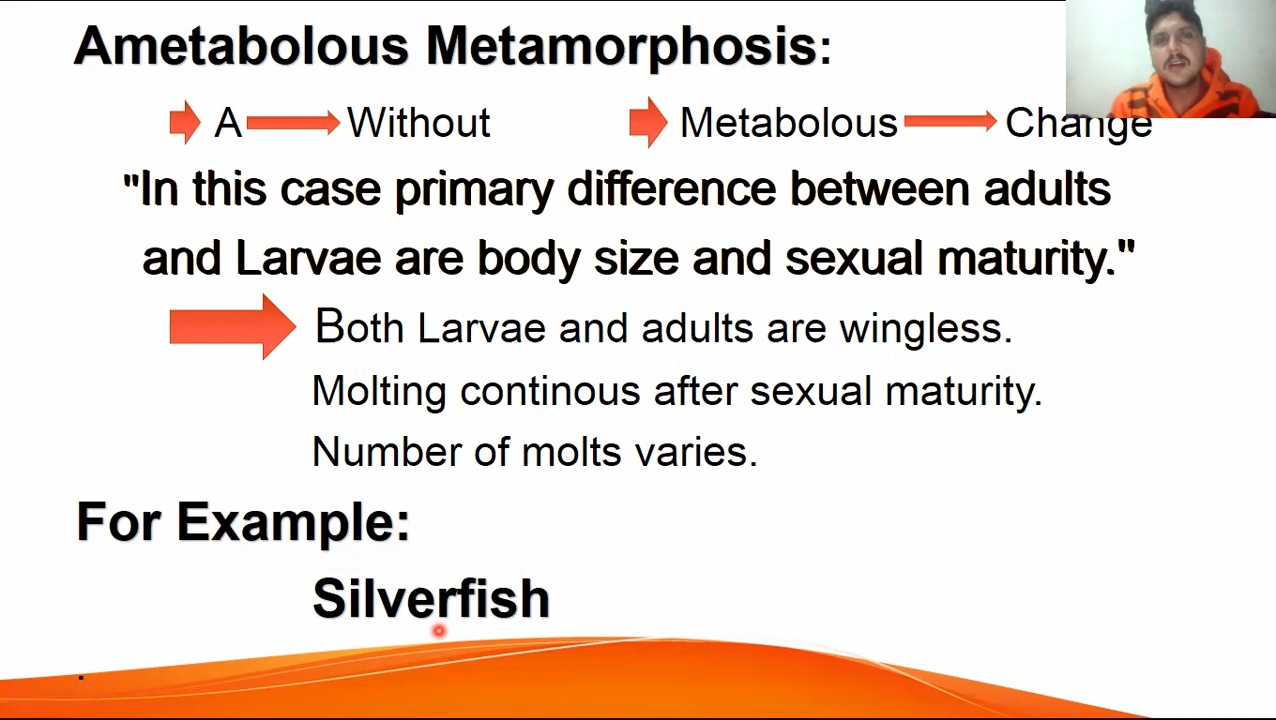 Ametabolous Metamorphosis:
A Without Metabolous Change
"In this case primary difference between adults
and Larvae are body size and sexual maturity."
Both Larvae and adults are wingless.
Molting continous after sexual maturity.
Number of molts varies.
For Example:
Silverfish
.